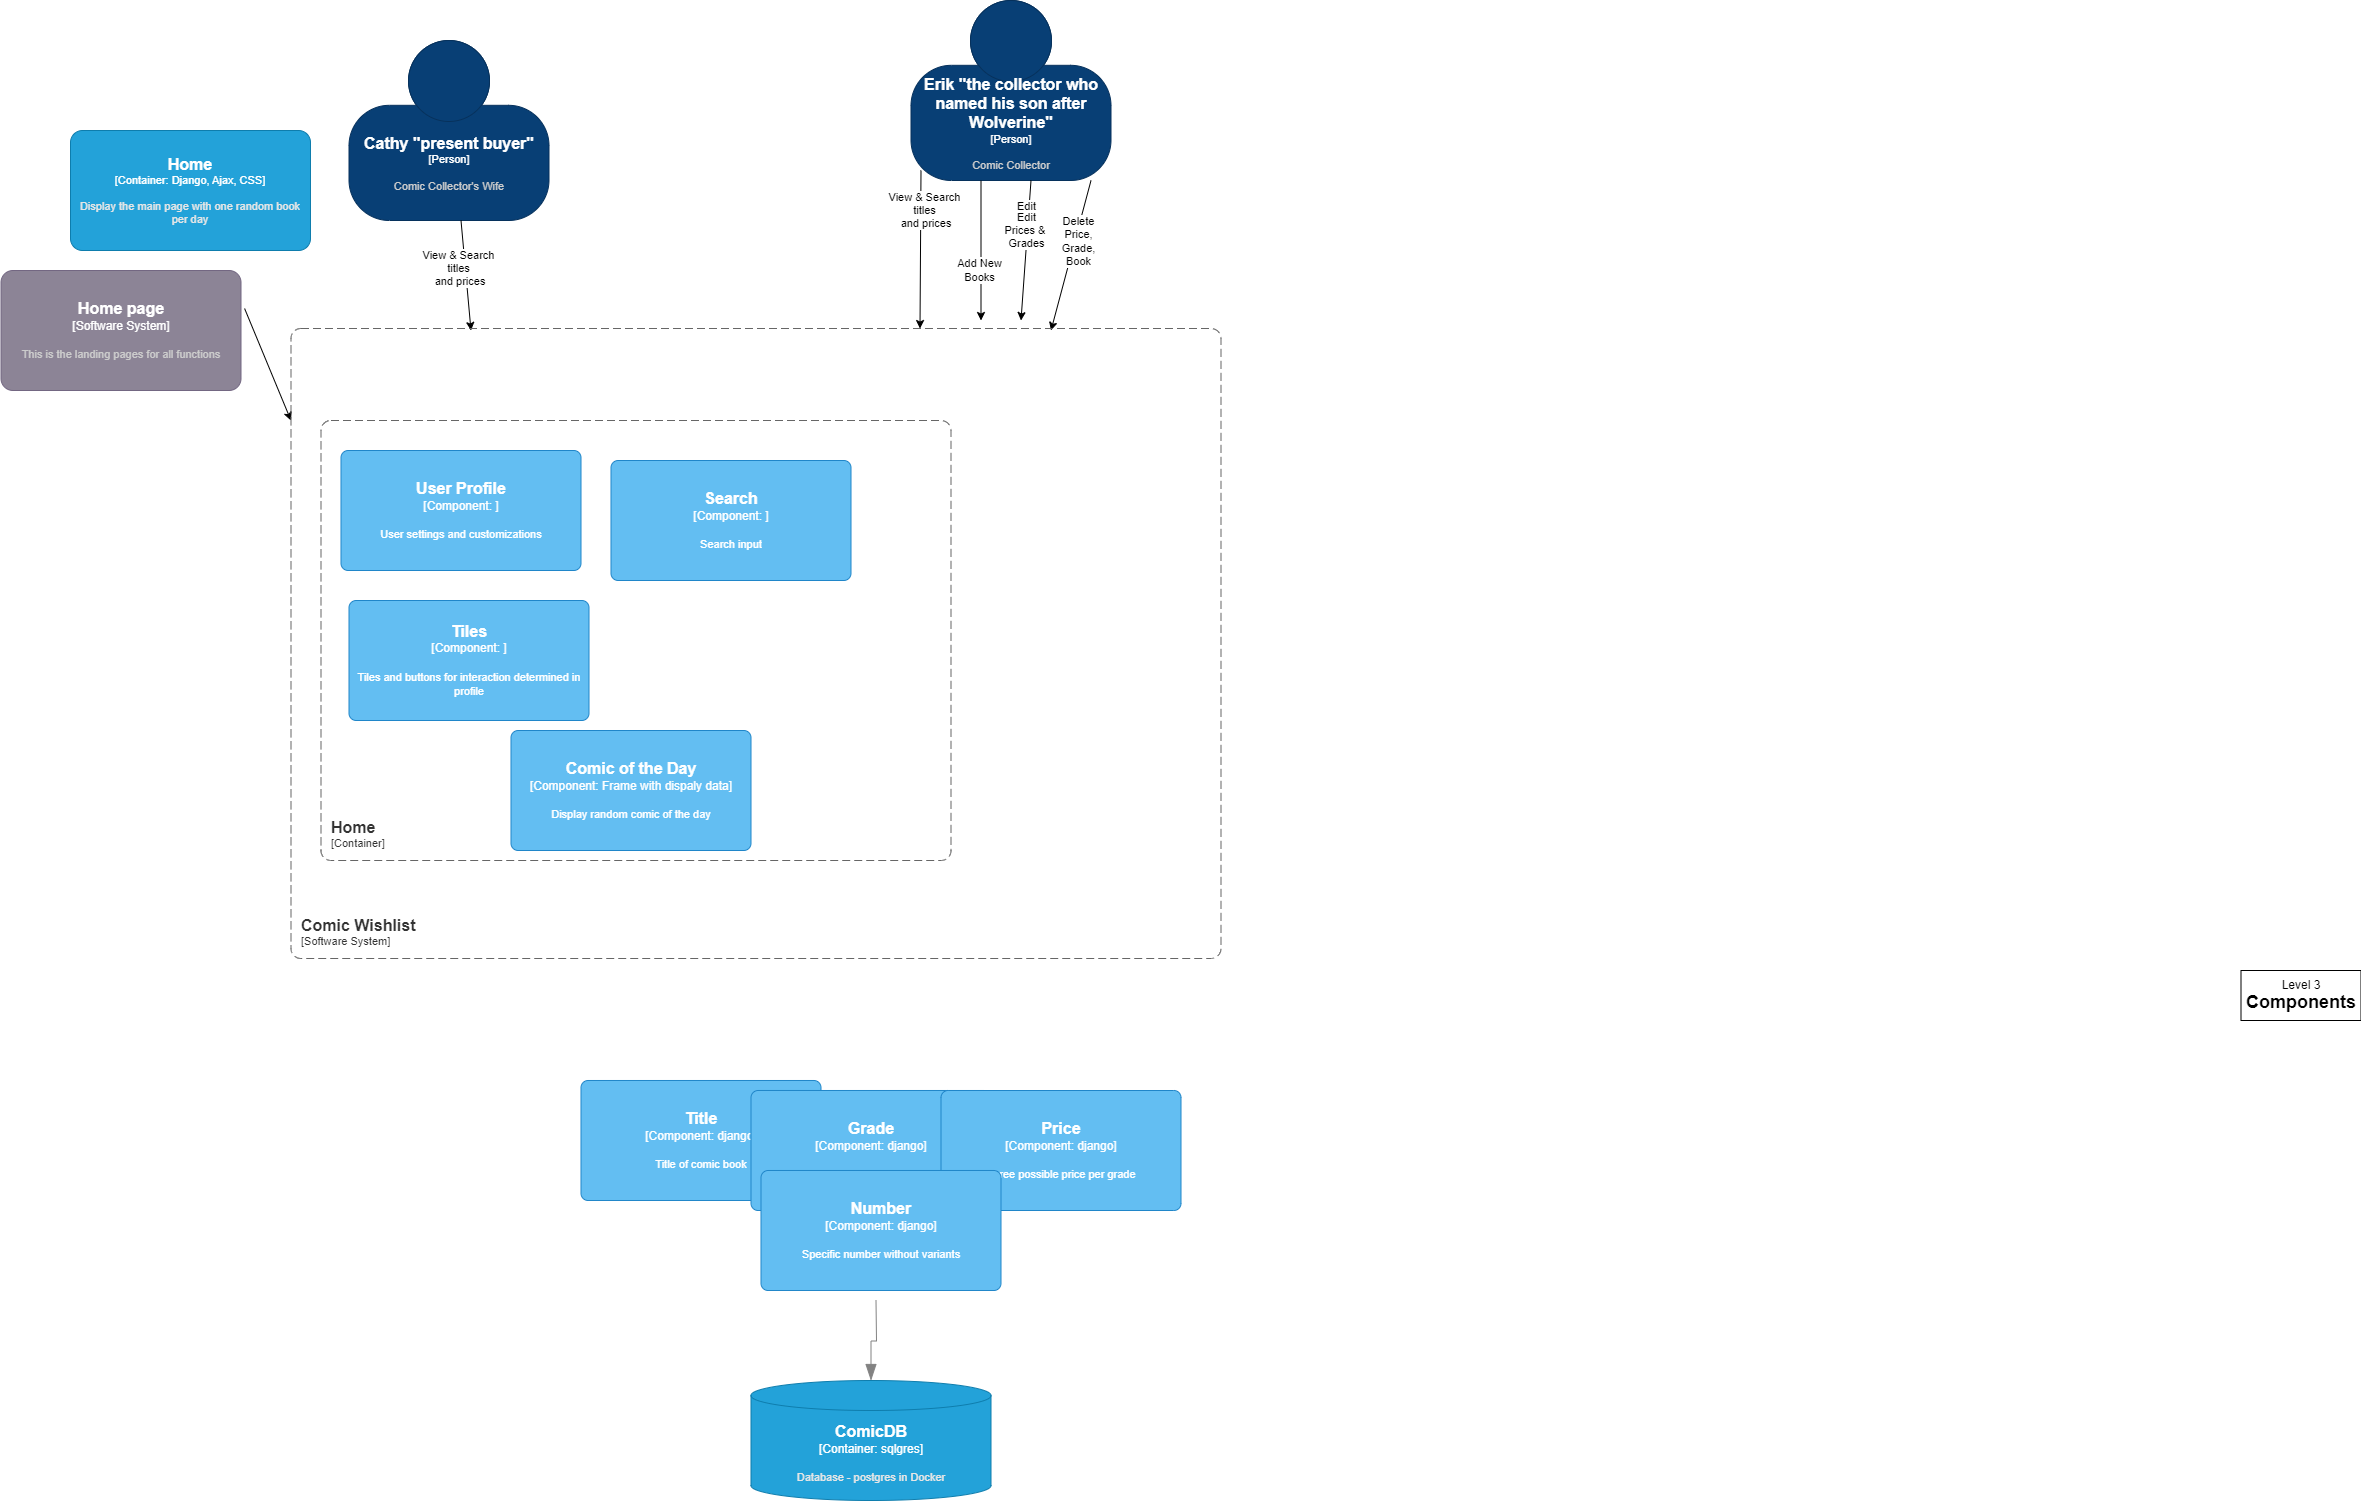 Erik "the collector who
named his son after
Wolverine"
[Person]
Comic Collector
Cathy "present buyer"
[Person]
Comic Collector's Wife
Home
[Container: Django, Ajax, CSS]
Display the main page with one random book
per day
View & Search
titles
and prices
Add New
Books
Edit
Edit
Prices &
Grades
Delete
Price,
Grade,
Book
View & Search
titles
and prices
Home page
[Software System]
This is the landing pages for all functions
User Profile
[Component: ]
User settings and customizations
Search
[Component: ]
Search input
Tiles
[Component: ]
Tiles and buttons for interaction determined in
profile
Comic of the Day
[Component: Frame with dispaly data]
Display random comic of the day
Home
[Container]
Comic Wishlist
[Software System]
Level 3
Components
Title
[Component: django
Title of comic book
Grade
[Component: django]
Price
[Component: django]
possible price per grade
Number
[Component: django]
Specific number without variants
ComicDB
[Container: sqlgres]
Database - postgres in Docker